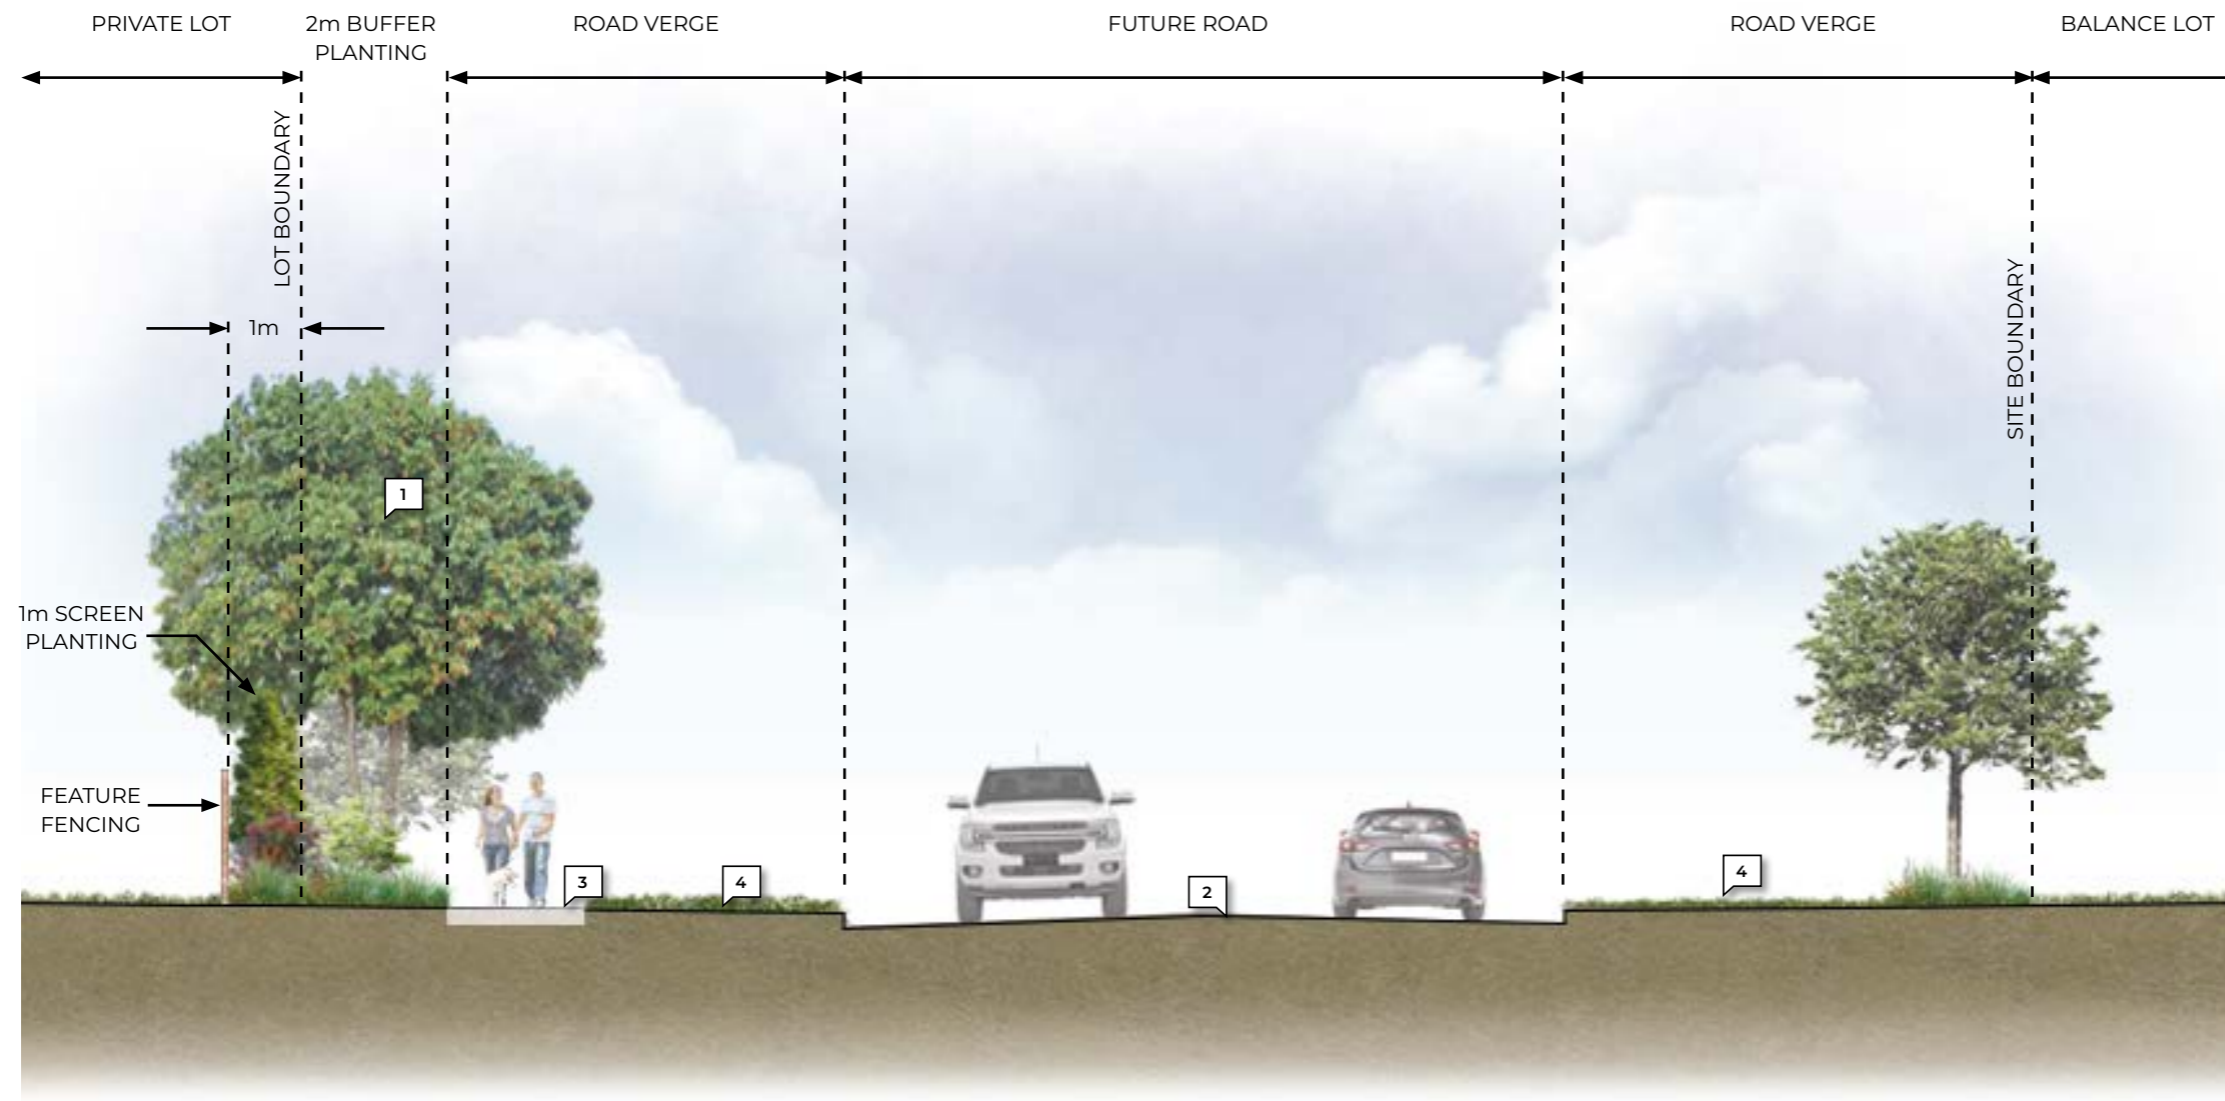 PRIVATE LOT
2m BUFFER
PLANTING
ROAD VERGE
FUTURE ROAD
ROAD VERGE
BALANCE LOT
LOT BOUNDARY
SITE BOUNDARY
1m
1
1m SCREEN
PLANTING
FEATURE
FENCING
3
4
2
4